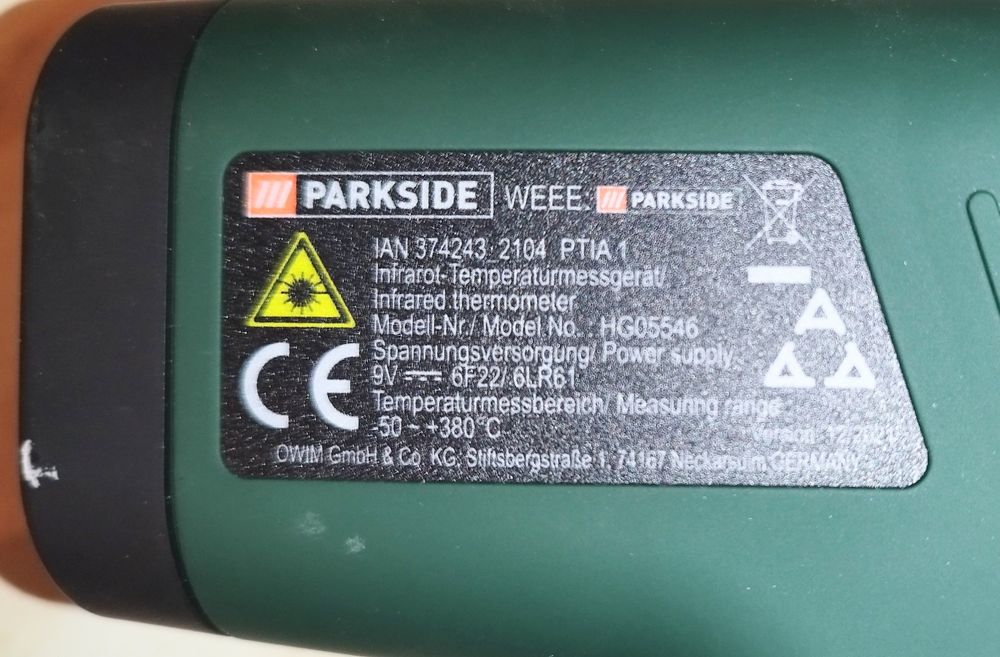 PARKSIDE WEEE: PARKSIDE
IAN 374243_2104 PTIA 1
Infrarot-Temperaturmessgerät/
Infrared thermometer
Modell-Nr./ Model No.: HG05546
Spannungsversorgung/ Power supply:
9V 6F22/ 6LR61
Temperaturmessbereich/ Measuring range
-50 ~ +380 °C
Version: 12/2021
CE
OWIM GmbH & Co. KG, Stiftsbergstraße 1, 74167 Neckarsulm, GERMANY